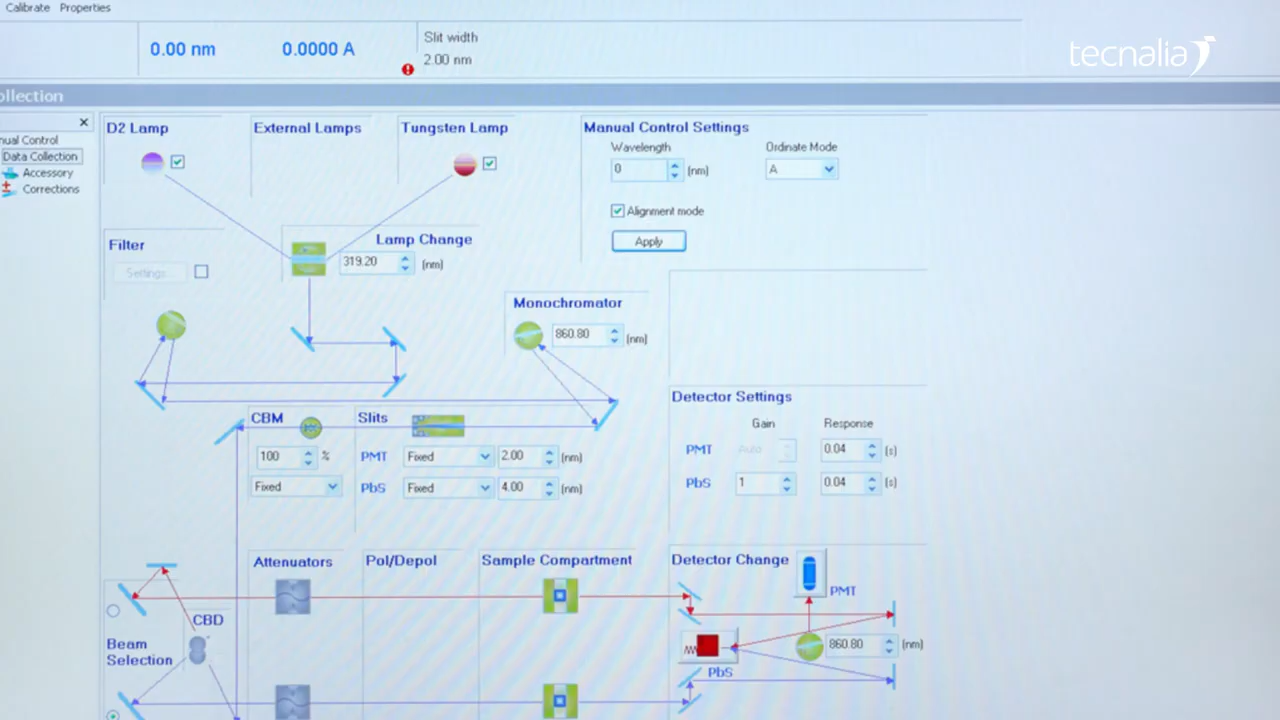 Calibrate Properties
0.00 nm 0.0000 A Slit width
2.00 nm
tecnalia
ollection
nual Control
Data Collection
Accessory
Corrections
D2 Lamp External Lamps Tungsten Lamp
Manual Control Settings
Wavelength Ordinate Mode
0 (nm) A
Alignment mode
Apply
Filter
Settings...
Lamp Change
319.20 (nm)
Monochromator
860.80 (nm)
CBM Slits
100 % PMT Fixed 2.00 (nm)
Fixed PbS Fixed 4.00 (nm)
Detector Settings
Gain Response
PMT Auto 0.04 (s)
PbS 1 0.04 (s)
Attenuators Pol/Depol Sample Compartment Detector Change
PMT
CBD
Beam
Selection
860.80 (nm)
PbS